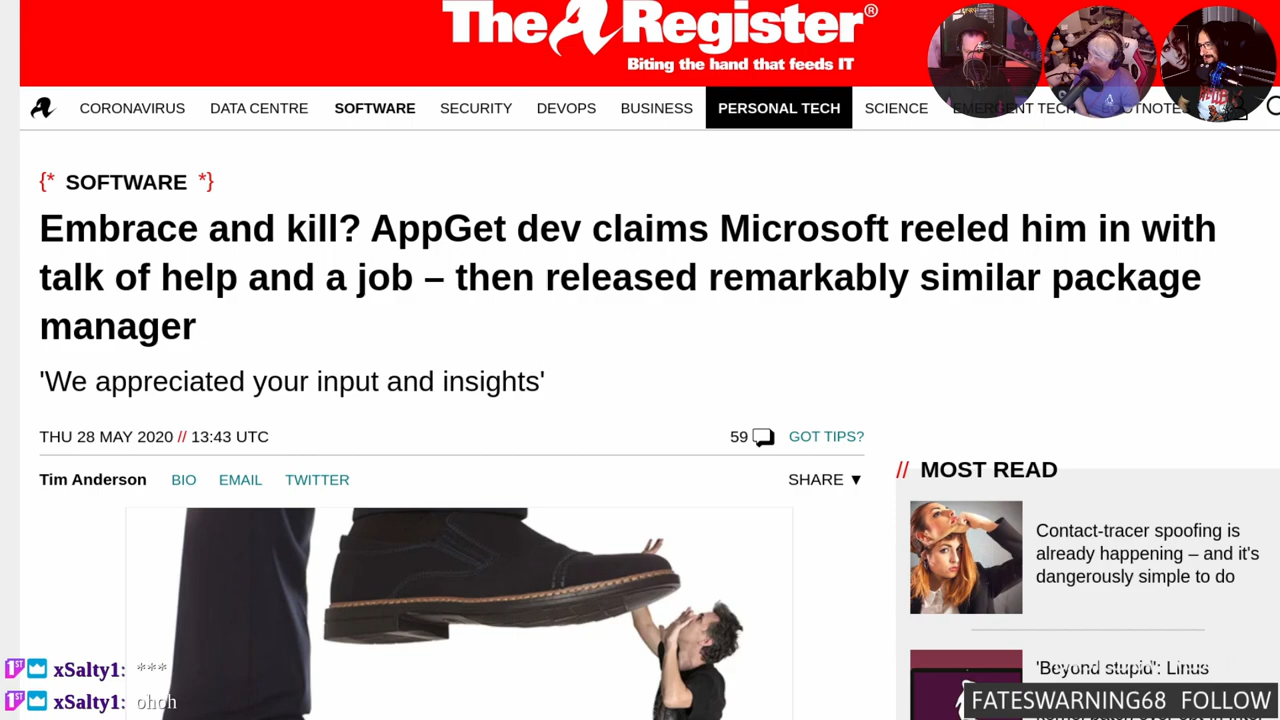 The Register®
Biting the hand that feeds IT
CORONAVIRUS DATA CENTRE SOFTWARE SECURITY DEVOPS BUSINESS PERSONAL TECH SCIENCE EMERGENT TECH
{* SOFTWARE *}
Embrace and kill? AppGet dev claims Microsoft reeled him in with
talk of help and a job – then released remarkably similar package
manager
'We appreciated your input and insights'
THU 28 MAY 2020 // 13:43 UTC
59 GOT TIPS?
Tim Anderson BIO EMAIL TWITTER
SHARE ▼
// MOST READ
Contact-tracer spoofing is
already happening – and it's
dangerously simple to do
'Beyond stupid': Linus
1ST xSalty1: ***
1ST xSalty1: ohoh
FATESWARNING68 FOLLOW